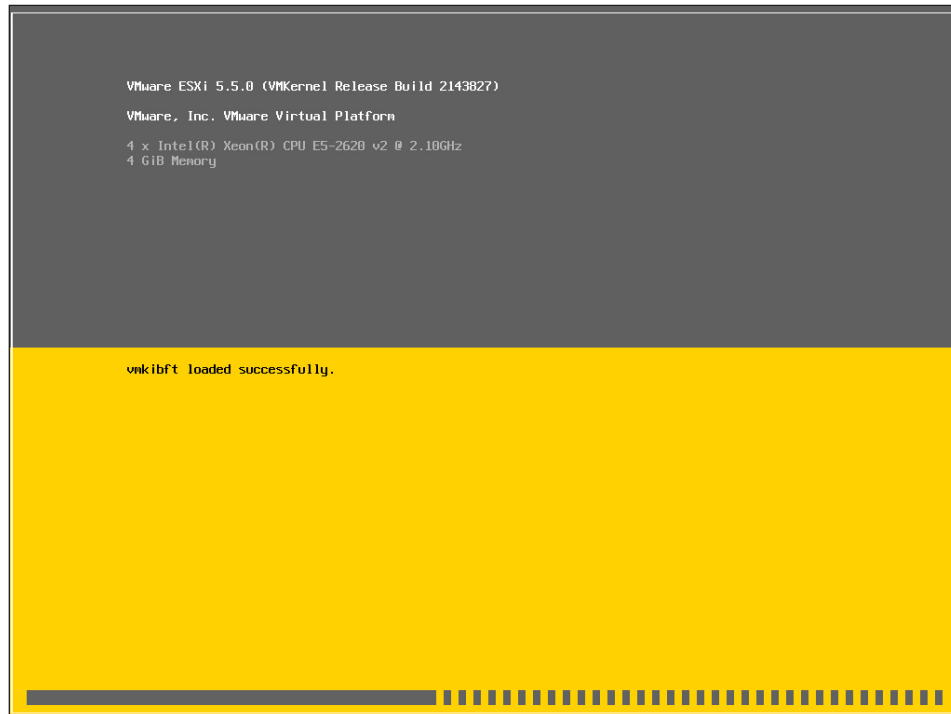 VMware ESXi 5.5.0 (VMKernel Release Build 2143827)
VMware, Inc. VMware Virtual Platform
4 x Intel(R) Xeon(R) CPU E5-2620 v2 @ 2.10GHz
4 GiB Memory
vmkibft loaded successfully.